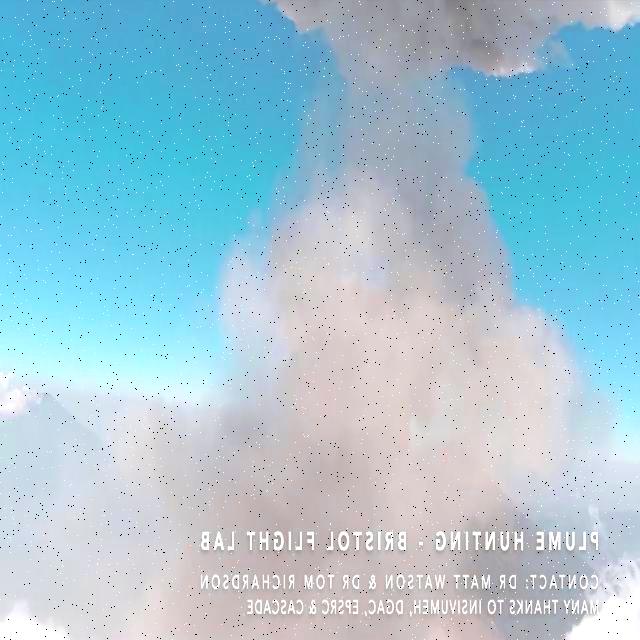 PLUME HUNTING - BRISTOL FLIGHT LAB
CONTACT: DR MATT WATSON & DR TOM RICHARDSON
MANY THANKS TO INSIVUMEH, DGAC, EPSRC & CASCADE